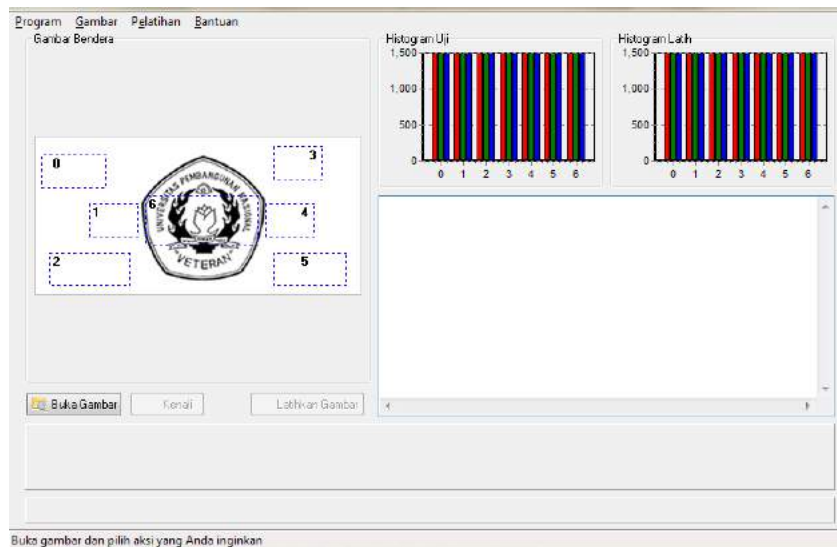 Program Gambar Pelatihan Bantuan
Gambar Bendera
Histogram Uji
1,500
1,000
500
0
0 1 2 3 4 5 6
Histogram Latih
1,500
1,000
500
0
0 1 2 3 4 5 6
0
3
1
6
4
2
5
UNIVERSITAS PEMBANGUNAN NASIONAL
"VETERAN"
Buka Gambar
Kenali
Latihkan Gambar
Buka gambar dan pilih aksi yang Anda inginkan